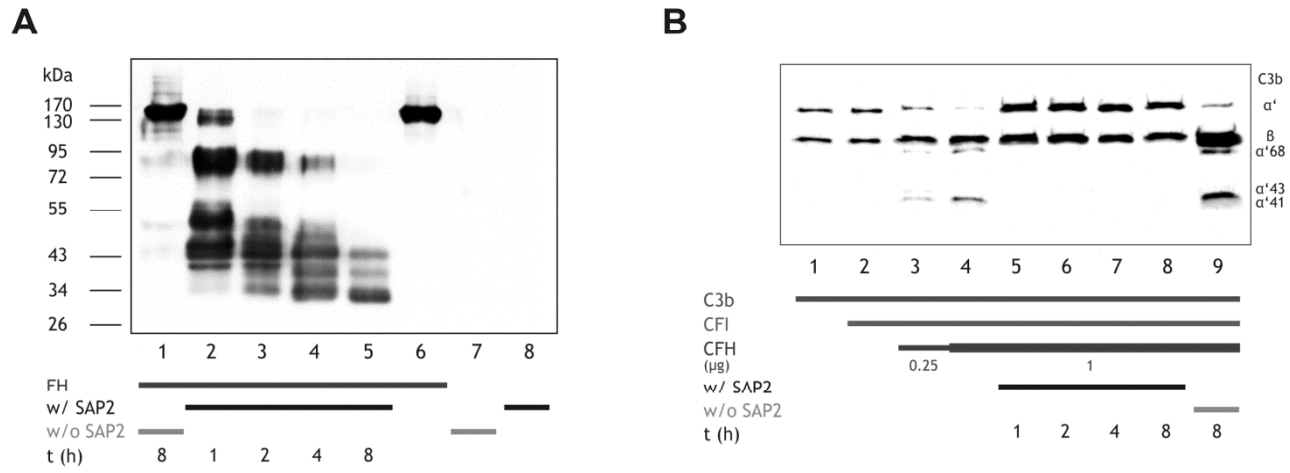 A
kDa
170
130
95
72
55
43
34
26
1 2 3 4 5 6 7 8
FH
w/ SAP2
w/o SAP2
t (h) 8 1 2 4 8
B
C3b
α‘
β
α‘68
α‘43
α‘41
1 2 3 4 5 6 7 8 9
C3b
CFI
CFH
(µg) 0.25 1
w/ SAP2
w/o SAP2
t (h) 1 2 4 8 8